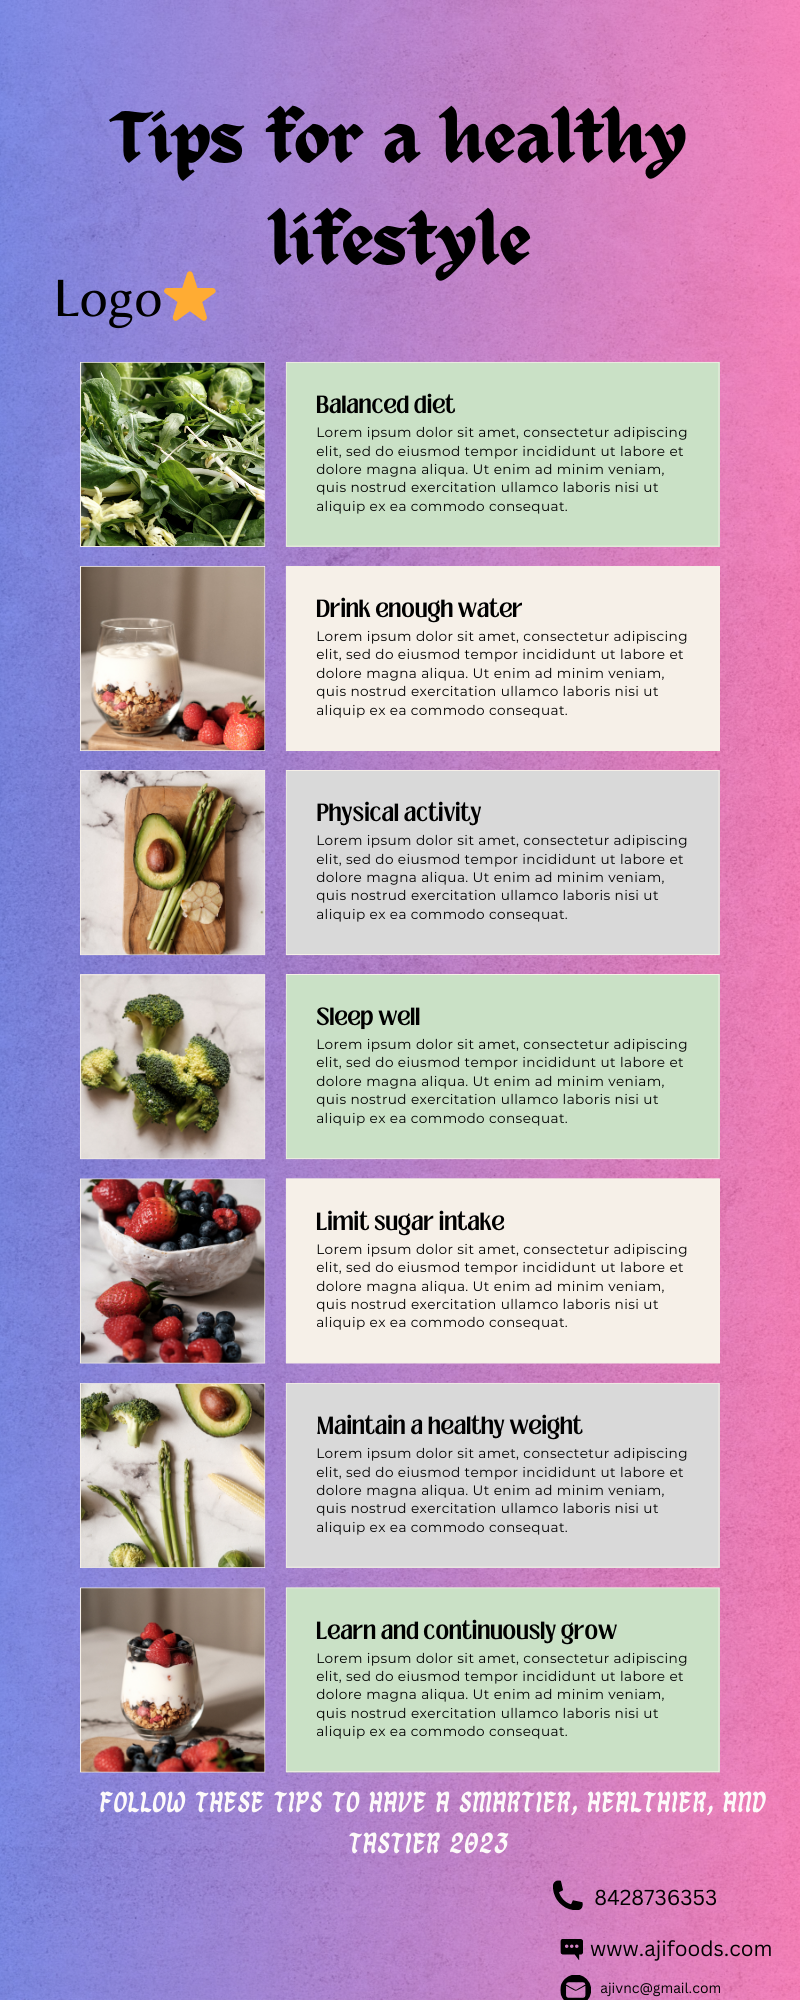 Tips for a healthy
lifestyle
Logo
Balanced diet
Lorem ipsum dolor sit amet, consectetur adipiscing
elit, sed do eiusmod tempor incididunt ut labore et
dolore magna aliqua. Ut enim ad minim veniam,
quis nostrud exercitation ullamco laboris nisi ut
aliquip ex ea commodo consequat.
Drink enough water
Lorem ipsum dolor sit amet, consectetur adipiscing
elit, sed do eiusmod tempor incididunt ut labore et
dolore magna aliqua. Ut enim ad minim veniam,
quis nostrud exercitation ullamco laboris nisi ut
aliquip ex ea commodo consequat.
Physical activity
Lorem ipsum dolor sit amet, consectetur adipiscing
elit, sed do eiusmod tempor incididunt ut labore et
dolore magna aliqua. Ut enim ad minim veniam,
quis nostrud exercitation ullamco laboris nisi ut
aliquip ex ea commodo consequat.
Sleep well
Lorem ipsum dolor sit amet, consectetur adipiscing
elit, sed do eiusmod tempor incididunt ut labore et
dolore magna aliqua. Ut enim ad minim veniam,
quis nostrud exercitation ullamco laboris nisi ut
aliquip ex ea commodo consequat.
Limit sugar intake
Lorem ipsum dolor sit amet, consectetur adipiscing
elit, sed do eiusmod tempor incididunt ut labore et
dolore magna aliqua. Ut enim ad minim veniam,
quis nostrud exercitation ullamco laboris nisi ut
aliquip ex ea commodo consequat.
Maintain a healthy weight
Lorem ipsum dolor sit amet, consectetur adipiscing
elit, sed do eiusmod tempor incididunt ut labore et
dolore magna aliqua. Ut enim ad minim veniam,
quis nostrud exercitation ullamco laboris nisi ut
aliquip ex ea commodo consequat.
Learn and continuously grow
Lorem ipsum dolor sit amet, consectetur adipiscing
elit, sed do eiusmod tempor incididunt ut labore et
dolore magna aliqua. Ut enim ad minim veniam,
quis nostrud exercitation ullamco laboris nisi ut
aliquip ex ea commodo consequat.
FOLLOW THESE TIPS TO HAVE A SMARTIER, HEALTHIER, AND
TASTIER 2023
8428736353
www.ajifoods.com
ajivnc@gmail.com